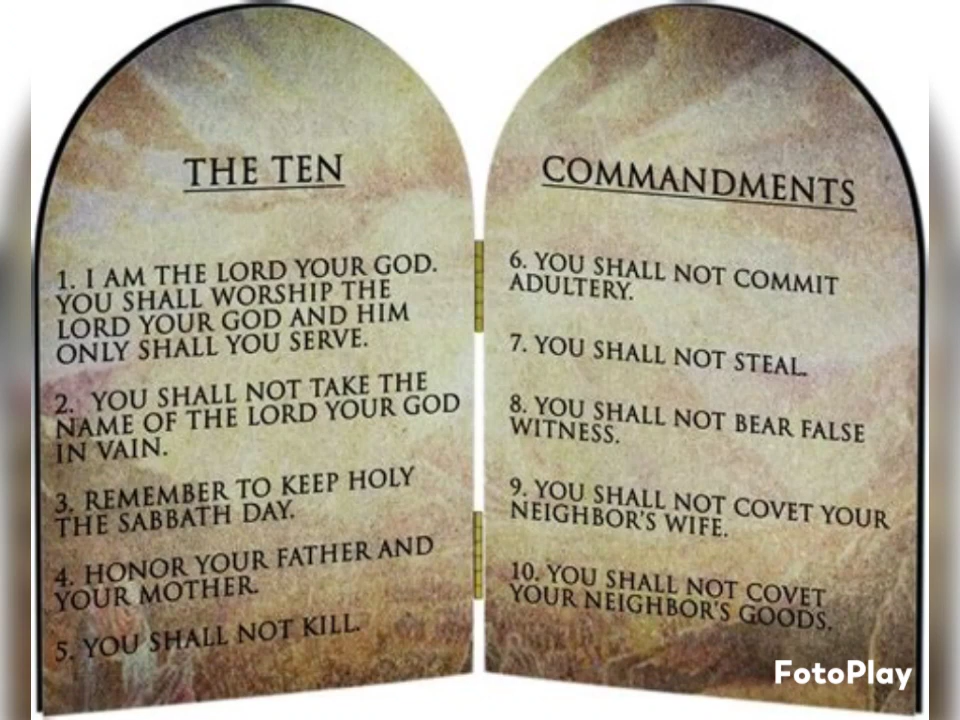 THE TEN
1. I AM THE LORD YOUR GOD.
YOU SHALL WORSHIP THE
LORD YOUR GOD AND HIM
ONLY SHALL YOU SERVE.
2. YOU SHALL NOT TAKE THE
NAME OF THE LORD YOUR GOD
IN VAIN.
3. REMEMBER TO KEEP HOLY
THE SABBATH DAY.
4. HONOR YOUR FATHER AND
YOUR MOTHER.
5. YOU SHALL NOT KILL.
COMMANDMENTS
6. YOU SHALL NOT COMMIT
ADULTERY.
7. YOU SHALL NOT STEAL.
8. YOU SHALL NOT BEAR FALSE
WITNESS.
9. YOU SHALL NOT COVET YOUR
NEIGHBOR'S WIFE.
10. YOU SHALL NOT COVET
YOUR NEIGHBOR'S GOODS.
FotoPlay